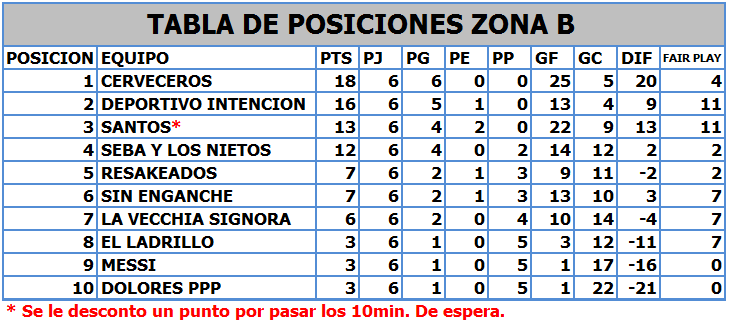 TABLA DE POSICIONES ZONA B
POSICION EQUIPO PTS PJ PG PE PP GF GC DIF FAIR PLAY
1 CERVECEROS 18 6 6 0 0 25 5 20 4
2 DEPORTIVO INTENCION 16 6 5 1 0 13 4 9 11
3 SANTOS* 13 6 4 2 0 22 9 13 11
4 SEBA Y LOS NIETOS 12 6 4 0 2 14 12 2 2
5 RESAKEADOS 7 6 2 1 3 9 11 -2 2
6 SIN ENGANCHE 7 6 2 1 3 13 10 3 7
7 LA VECCHIA SIGNORA 6 6 2 0 4 10 14 -4 7
8 EL LADRILLO 3 6 1 0 5 3 12 -11 7
9 MESSI 3 6 1 0 5 1 17 -16 0
10 DOLORES PPP 3 6 1 0 5 1 22 -21 0
* Se le desconto un punto por pasar los 10min. De espera.